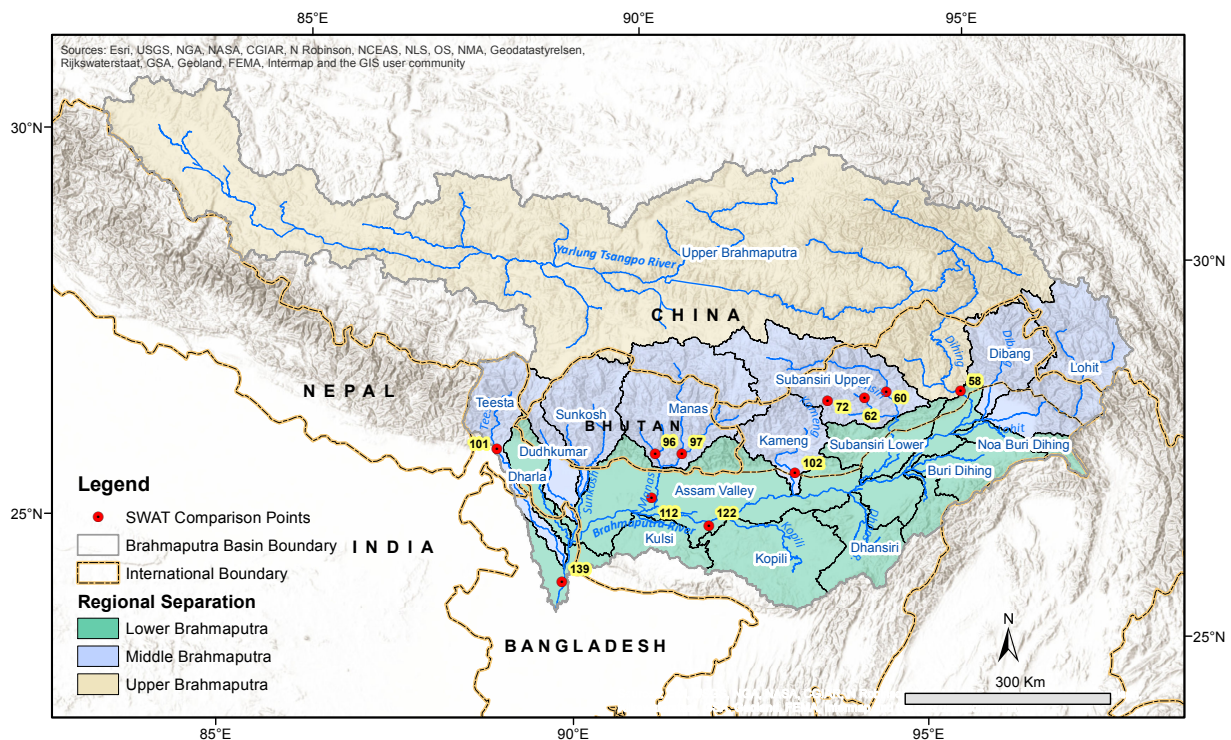 85°E
90°E
95°E
Sources: Esri, USGS, NGA, NASA, CGIAR, N Robinson, NCEAS, NLS, OS, NMA, Geodatastyrelsen,
Rijkswaterstaat, GSA, Geoland, FEMA, Intermap and the GIS user community
30°N
30°N
Upper Brahmaputra
Yarlung Tsangpo River
CHINA
Dihing
Dibang
Lohit
NEPAL
Teesta
Sunkosh
Manas
Subansiri Upper
58
60
72
62
BHUTAN
Kameng
Subansiri Lower
Noa Buri Dihing
101
96
97
102
Dudhkumar
Dharla
Sunkosh
Manas
Assam Valley
Buri Dihing
Legend
SWAT Comparison Points
Brahmaputra Basin Boundary
International Boundary
Regional Separation
Lower Brahmaputra
Middle Brahmaputra
Upper Brahmaputra
25°N
INDIA
112
122
Brahmaputra River
Kulsi
Kopili
Kopili
Dhansiri
139
BANGLADESH
N
25°N
300 Km
85°E
90°E
95°E